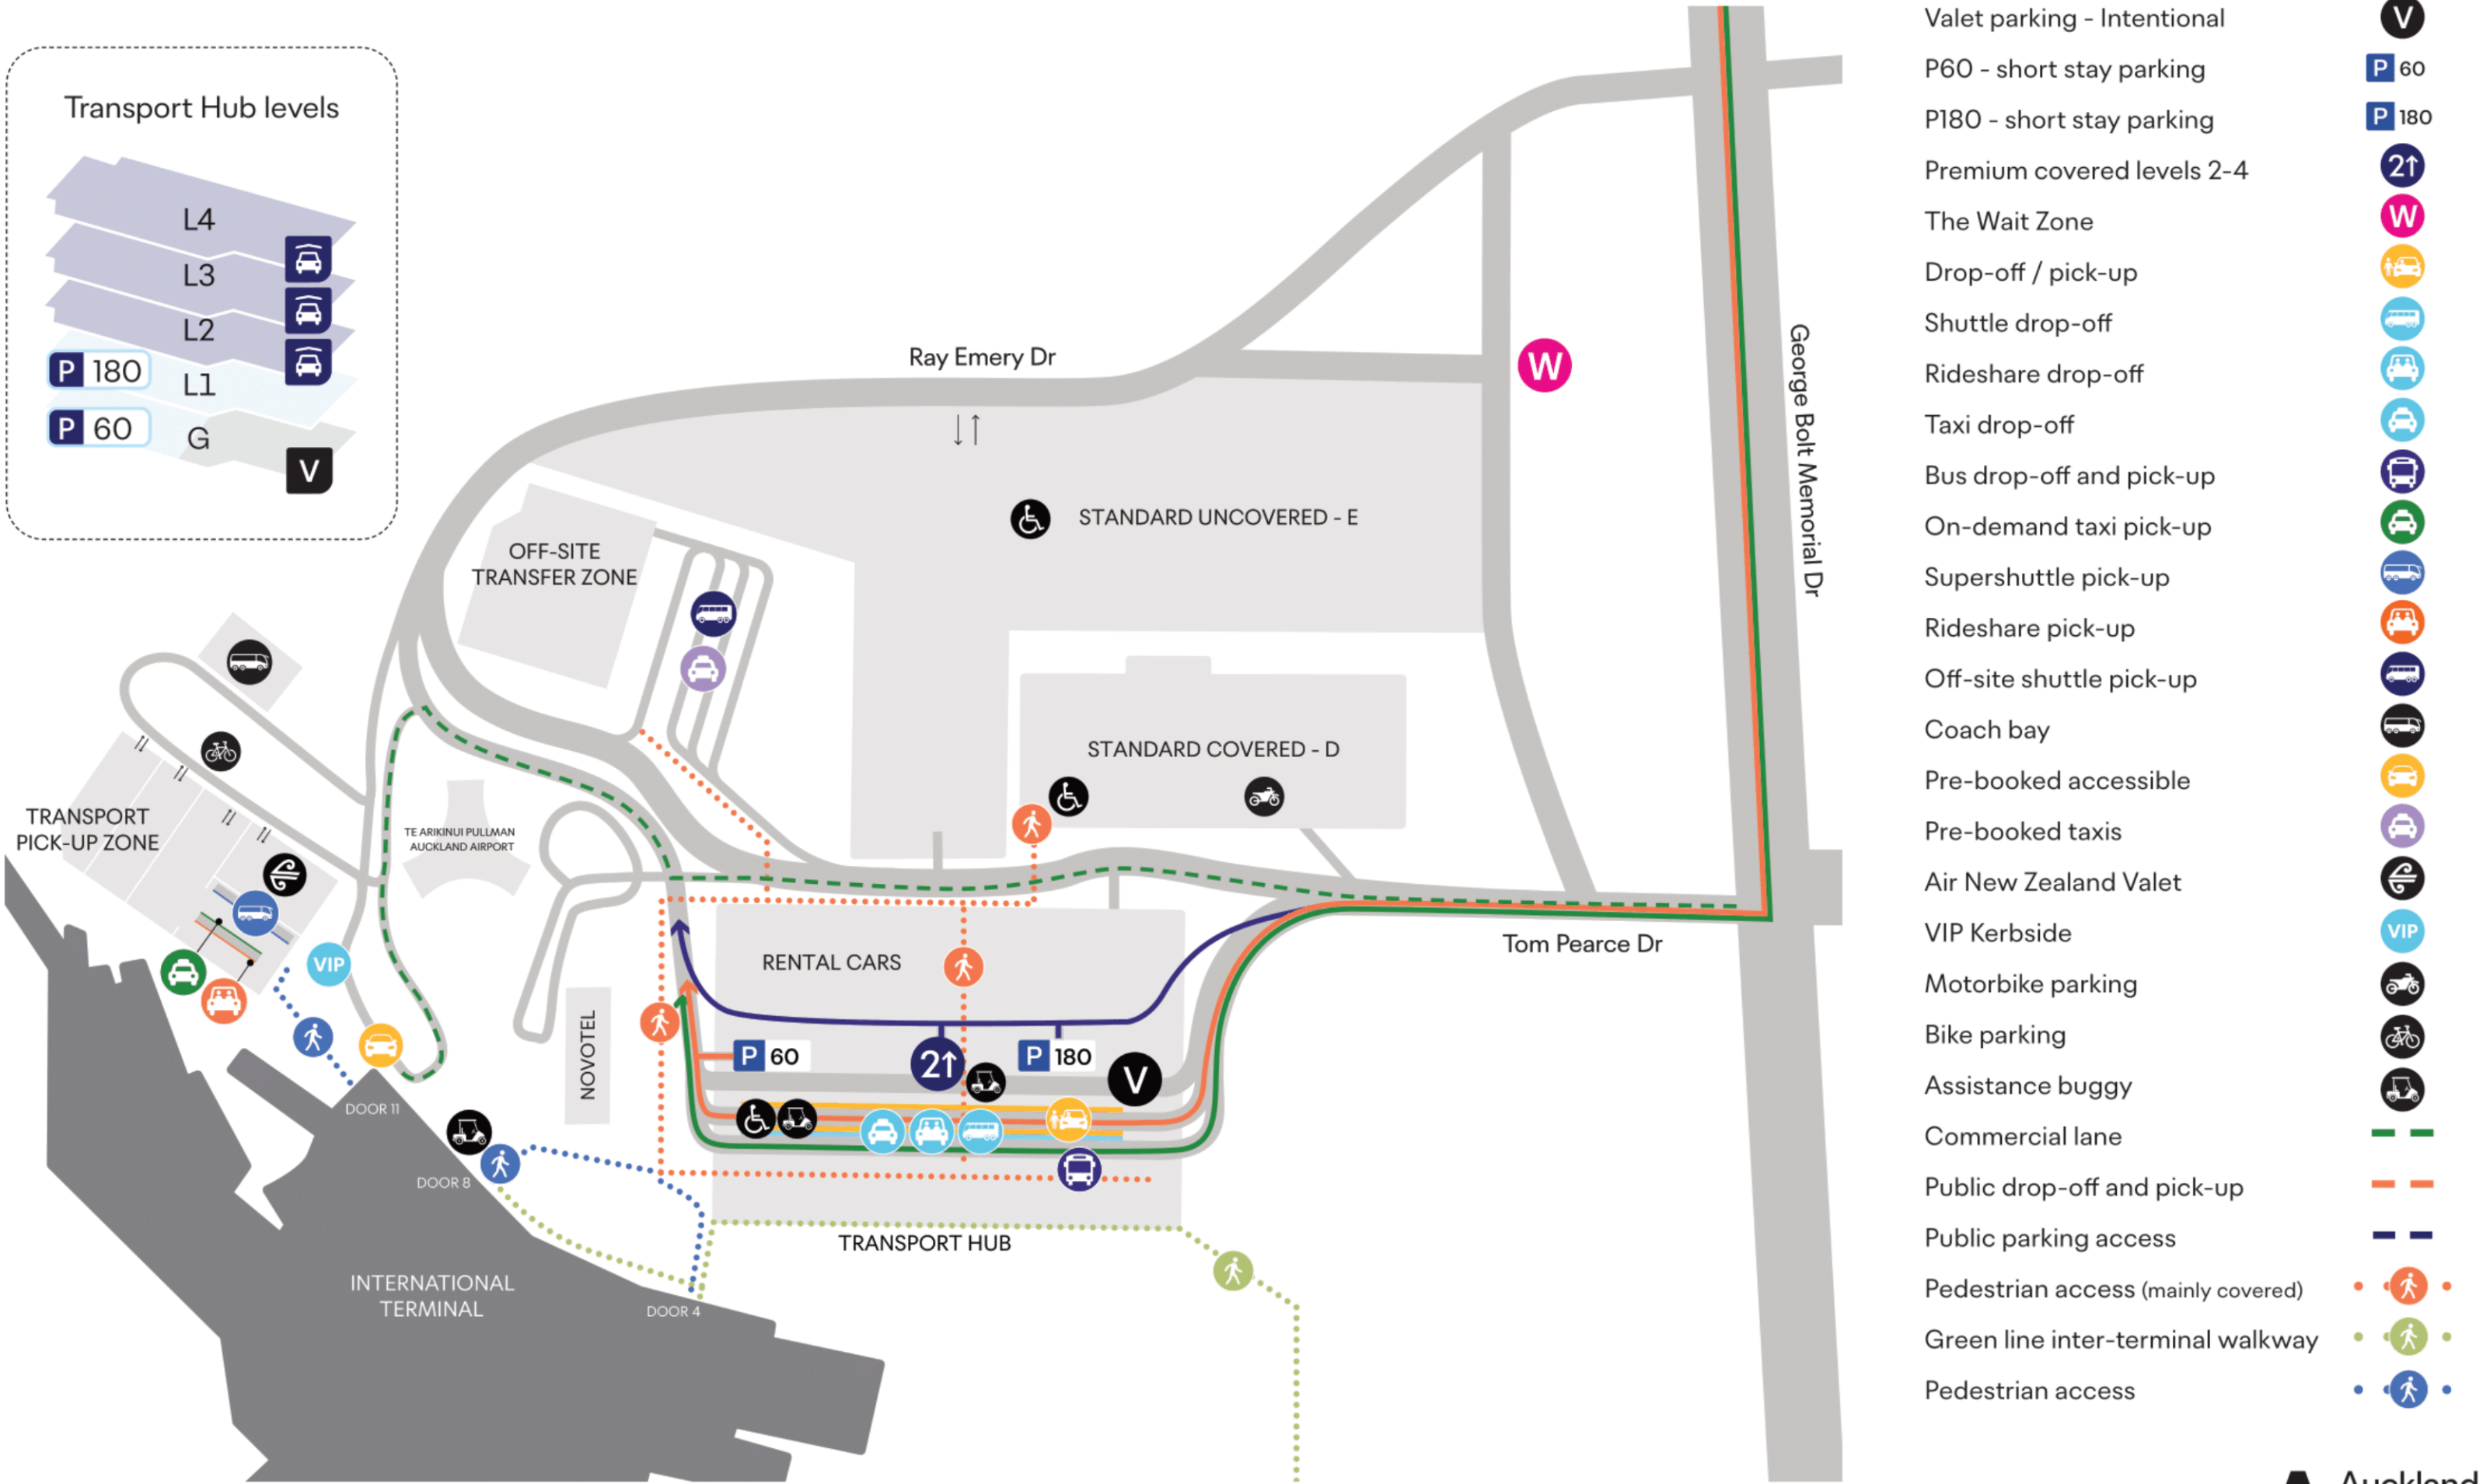 Transport Hub levels
L4
L3
L2
P 180
L1
P 60
G
V
Ray Emery Dr
W
George Bolt Memorial Dr
STANDARD UNCOVERED - E
OFF-SITE
TRANSFER ZONE
STANDARD COVERED - D
TRANSPORT
PICK-UP ZONE
TE ARIKINUI PULLMAN
AUCKLAND AIRPORT
Tom Pearce Dr
RENTAL CARS
VIP
NOVOTEL
P 60
2↑
P 180
V
DOOR 11
DOOR 8
TRANSPORT HUB
INTERNATIONAL
TERMINAL
DOOR 4
Valet parking - Intentional V
P60 - short stay parking P 60
P180 - short stay parking P 180
Premium covered levels 2-4 2↑
The Wait Zone W
Drop-off / pick-up
Shuttle drop-off
Rideshare drop-off
Taxi drop-off
Bus drop-off and pick-up
On-demand taxi pick-up
Supershuttle pick-up
Rideshare pick-up
Off-site shuttle pick-up
Coach bay
Pre-booked accessible
Pre-booked taxis
Air New Zealand Valet
VIP Kerbside VIP
Motorbike parking
Bike parking
Assistance buggy
Commercial lane
Public drop-off and pick-up
Public parking access
Pedestrian access (mainly covered)
Green line inter-terminal walkway
Pedestrian access
Auckland